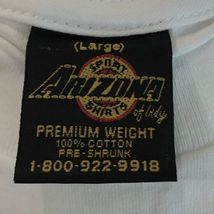 (Large)
SPORT
ARIZONA
SHIRTS
of Indy
PREMIUM WEIGHT
100% COTTON
PRE-SHRUNK
1-800-922-9918